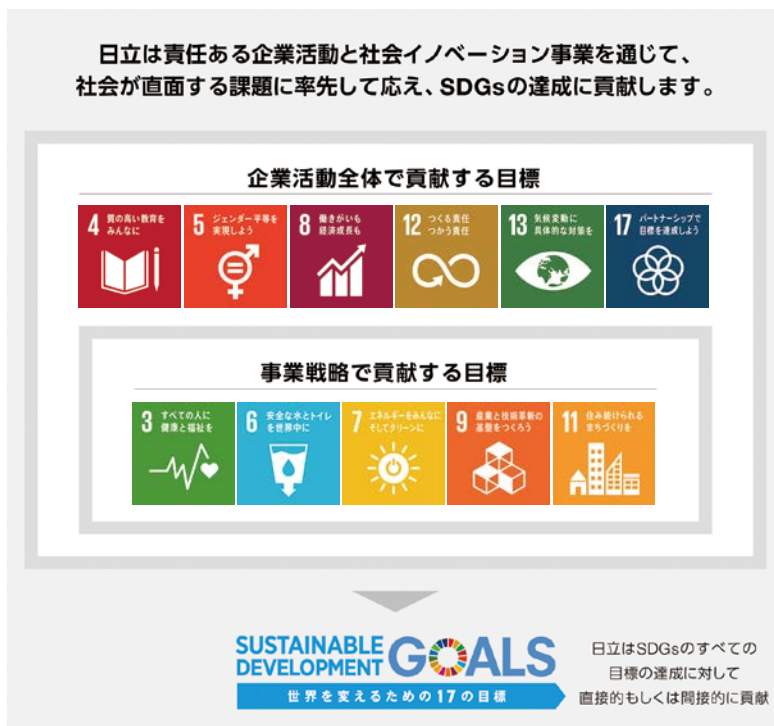 日立は責任ある企業活動と社会イノベーション事業を通じて、
社会が直面する課題に率先して応え、SDGsの達成に貢献します。
企業活動全体で貢献する目標
4 質の高い教育を
みんなに
5 ジェンダー平等を
実現しよう
8 働きがいも
経済成長も
12 つくる責任
つかう責任
13 気候変動に
具体的な対策を
17 パートナーシップで
目標を達成しよう
事業戦略で貢献する目標
3 すべての人に
健康と福祉を
6 安全な水とトイレ
を世界中に
7 エネルギーをみんなに
そしてクリーンに
9 産業と技術革新の
基盤をつくろう
11 住み続けられる
まちづくりを
SUSTAINABLE
DEVELOPMENT
GOALS
世界を変えるための17の目標
日立はSDGsのすべての
目標の達成に対して
直接的もしくは間接的に貢献